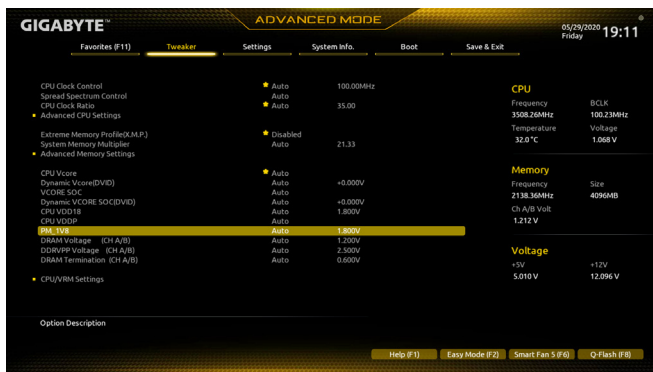 GIGABYTE™
ADVANCED MODE
05/29/2020
Friday
19:11
Favorites (F11) Tweaker Settings System Info. Boot Save & Exit
CPU Clock Control Auto 100.00MHz
Spread Spectrum Control Auto
CPU Clock Ratio Auto 35.00
Advanced CPU Settings
Extreme Memory Profile(X.M.P.) Disabled
System Memory Multiplier Auto 21.33
Advanced Memory Settings
CPU Vcore Auto
Dynamic Vcore(DVID) Auto +0.000V
VCORE SOC Auto
Dynamic VCORE SOC(DVID) Auto +0.000V
CPU VDD18 Auto 1.800V
CPU VDDP Auto
PM_1V8 Auto 1.800V
DRAM Voltage (CH A/B) Auto 1.200V
DDRVPP Voltage (CH A/B) Auto 2.500V
DRAM Termination (CH A/B) Auto 0.600V
CPU/VRM Settings
CPU
Frequency BCLK
3508.26MHz 100.23MHz
Temperature Voltage
32.0 °C 1.068 V
Memory
Frequency Size
2138.36MHz 4096MB
Ch A/B Volt
1.212 V
Voltage
+5V +12V
5.010 V 12.096 V
Option Description
Help (F1) Easy Mode (F2) Smart Fan 5 (F6) Q-Flash (F8)